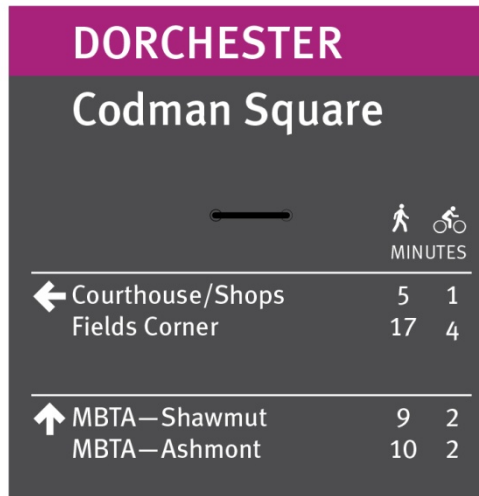 DORCHESTER
Codman Square
MINUTES
Courthouse/Shops 5 1
Fields Corner 17 4
MBTA—Shawmut 9 2
MBTA—Ashmont 10 2